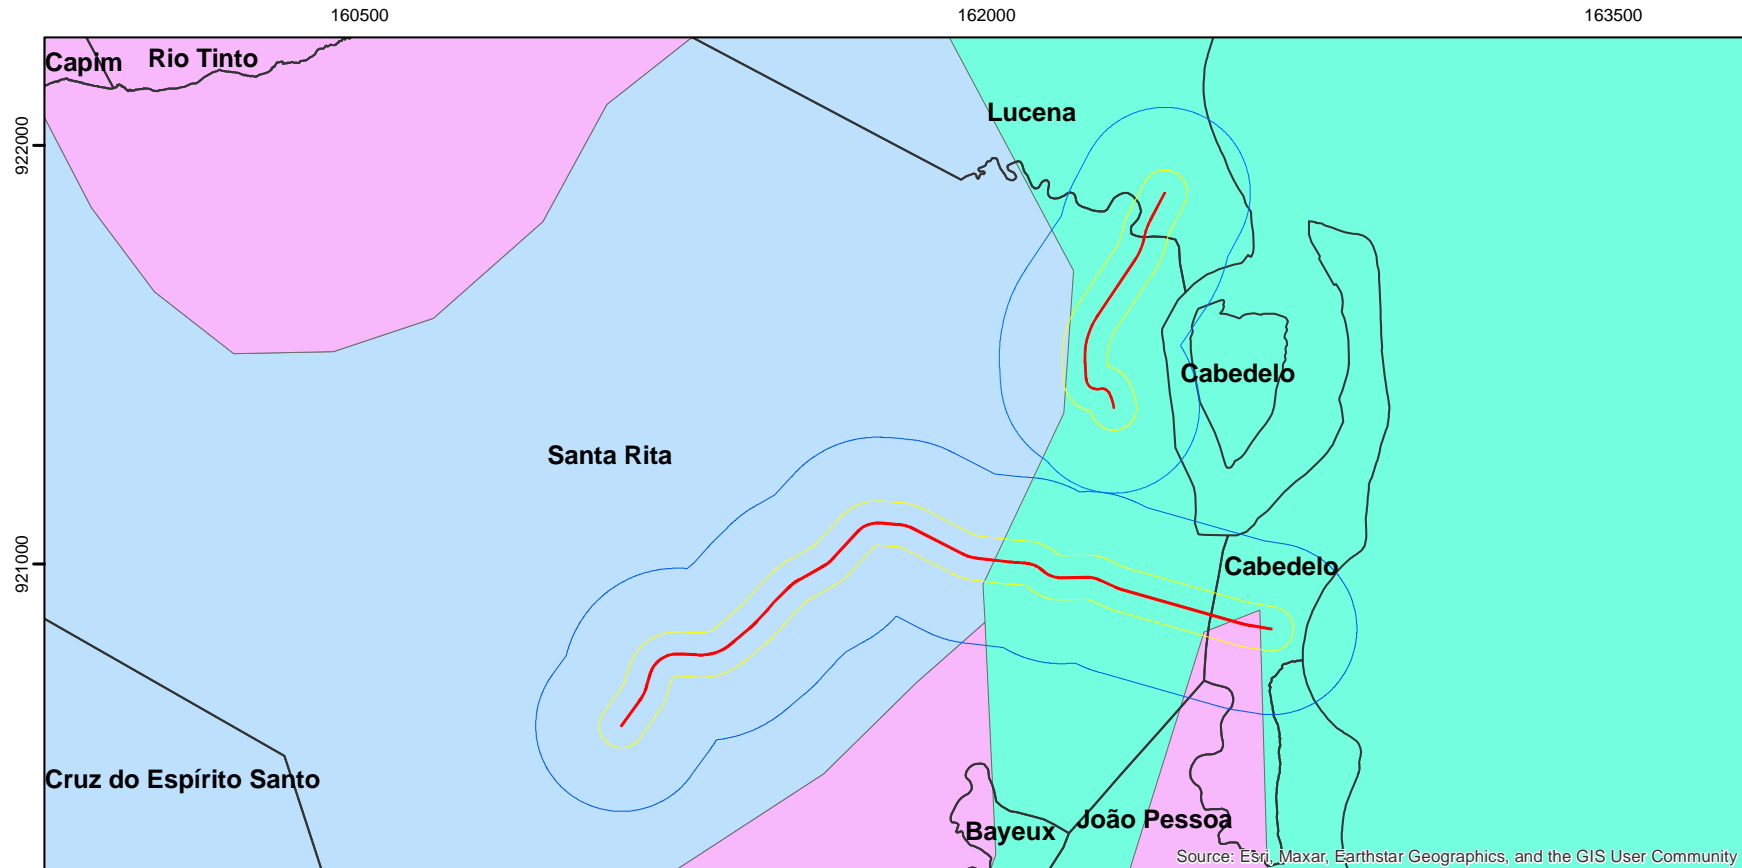 160500 162000 163500
Capim Rio Tinto
Lucena
922000
Cabedelo
Santa Rita
921000
Cabedelo
Cruz do Espírito Santo
João Pessoa
Bayeux
Source: Esri, Maxar, Earthstar Geographics, and the GIS User Community